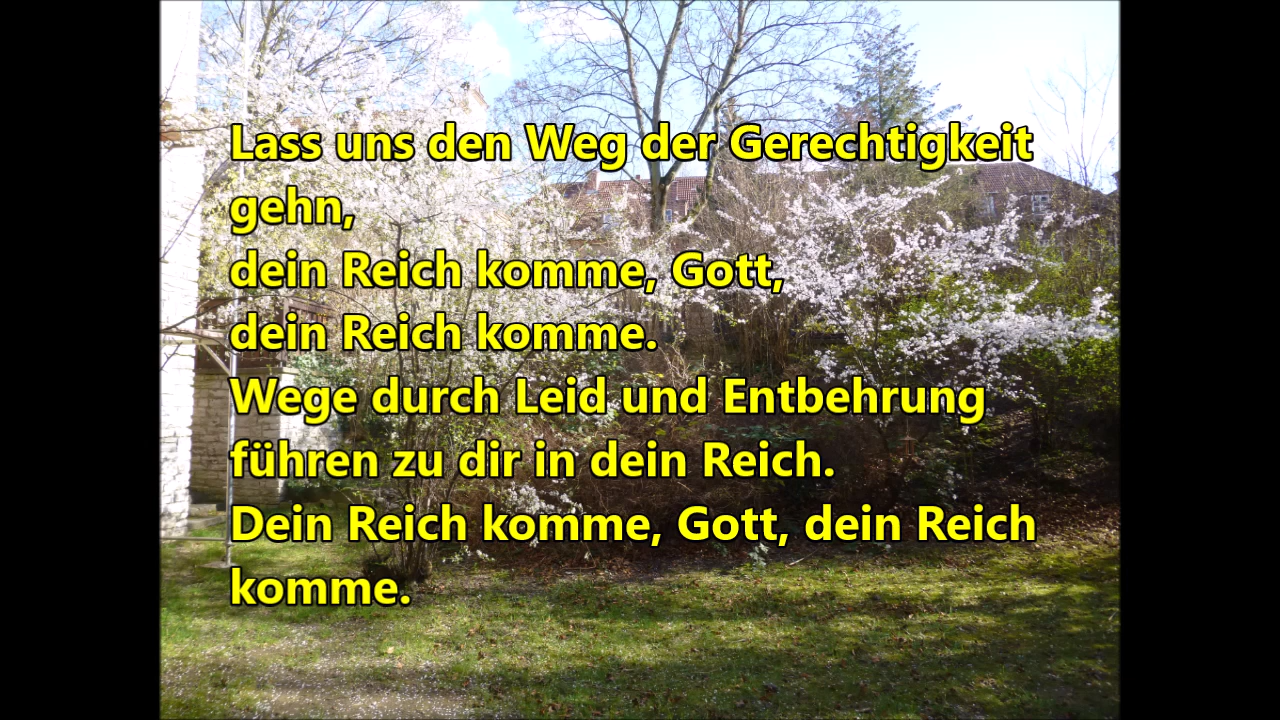 Lass uns den Weg der Gerechtigkeit
gehn,
dein Reich komme, Gott,
dein Reich komme.
Wege durch Leid und Entbehrung
führen zu dir in dein Reich.
Dein Reich komme, Gott, dein Reich
komme.